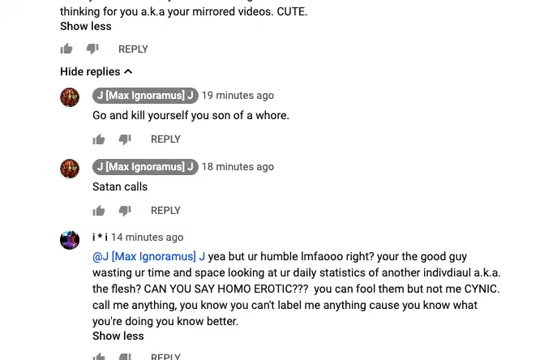 thinking for you a.k.a your mirrored videos. CUTE.
Show less
REPLY
Hide replies
J [Max Ignoramus] J 19 minutes ago
Go and kill yourself you son of a whore.
REPLY
J [Max Ignoramus] J 18 minutes ago
Satan calls
REPLY
i * i 14 minutes ago
@J [Max Ignoramus] J yea but ur humble lmfaooo right? your the good guy
wasting ur time and space looking at ur daily statistics of another indivdiaul a.k.a.
the flesh? CAN YOU SAY HOMO EROTIC??? you can fool them but not me CYNIC.
call me anything, you know you can't label me anything cause you know what
you're doing you know better.
Show less
REPLY